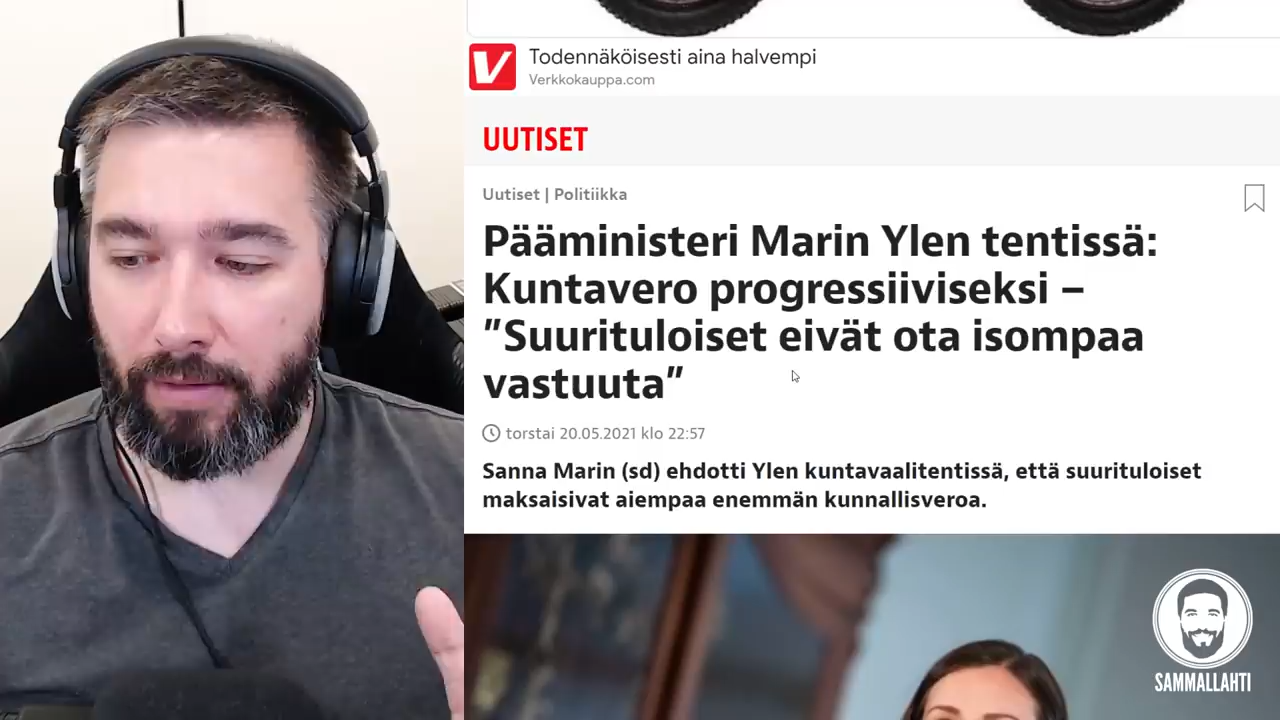 Todennäköisesti aina halvempi
Verkkokauppa.com
UUTISET
Uutiset | Politiikka
Pääministeri Marin Ylen tentissä:
Kuntavero progressiiviseksi –
”Suurituloiset eivät ota isompaa
vastuuta”
torstai 20.05.2021 klo 22:57
Sanna Marin (sd) ehdotti Ylen kuntavaalitentissä, että suurituloiset
maksaisivat aiempaa enemmän kunnallisveroa.
SAMMALLAHTI